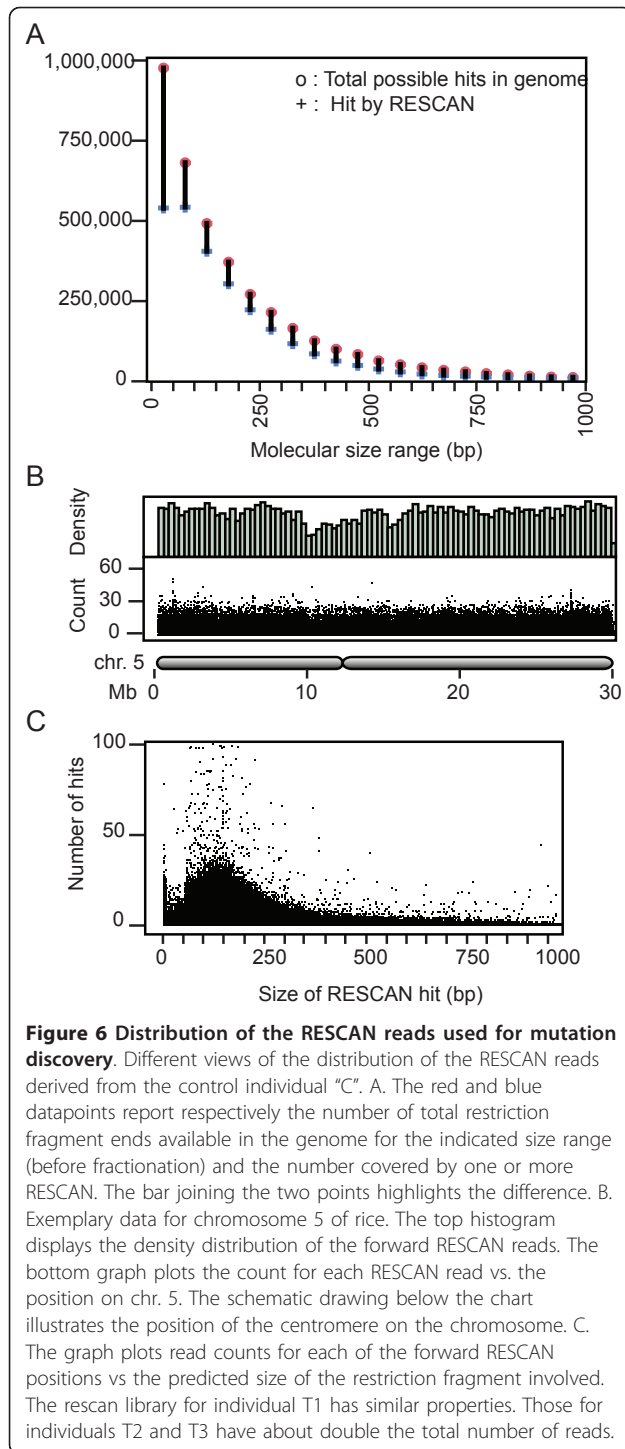 A
1,000,000
750,000
500,000
250,000
0
o : Total possible hits in genome
+ : Hit by RESCAN
0
250
500
750
1000
Molecular size range (bp)
B
Density
Count
60
30
0
chr. 5
Mb
0
10
20
30
C
Number of hits
100
50
0
0
250
500
750
1000
Size of RESCAN hit (bp)
Figure 6 Distribution of the RESCAN reads used for mutation
discovery. Different views of the distribution of the RESCAN reads
derived from the control individual "C". A. The red and blue
datapoints report respectively the number of total restriction
fragment ends available in the genome for the indicated size range
(before fractionation) and the number covered by one or more
RESCAN. The bar joining the two points highlights the difference. B.
Exemplary data for chromosome 5 of rice. The top histogram
displays the density distribution of the forward RESCAN reads. The
bottom graph plots the count for each RESCAN read vs. the
position on chr. 5. The schematic drawing below the chart
illustrates the position of the centromere on the chromosome. C.
The graph plots read counts for each of the forward RESCAN
positions vs the predicted size of the restriction fragment involved.
The rescan library for individual T1 has similar properties. Those for
individuals T2 and T3 have about double the total number of reads.